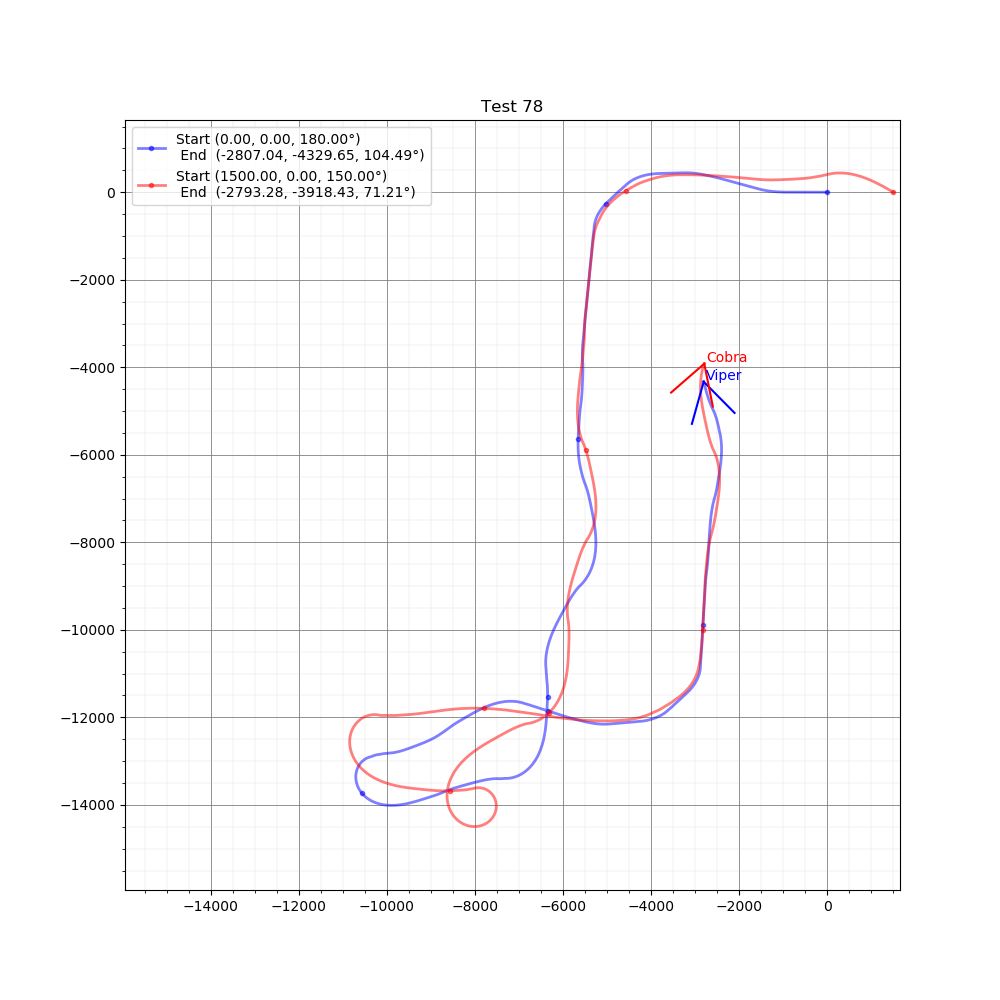 Test 78
Start (0.00, 0.00, 180.00°)
End  (-2807.04, -4329.65, 104.49°)
Start (1500.00, 0.00, 150.00°)
End  (-2793.28, -3918.43, 71.21°)
0
−2000
−4000
−6000
−8000
−10000
−12000
−14000
Cobra
Viper
−14000 −12000 −10000 −8000 −6000 −4000 −2000 0